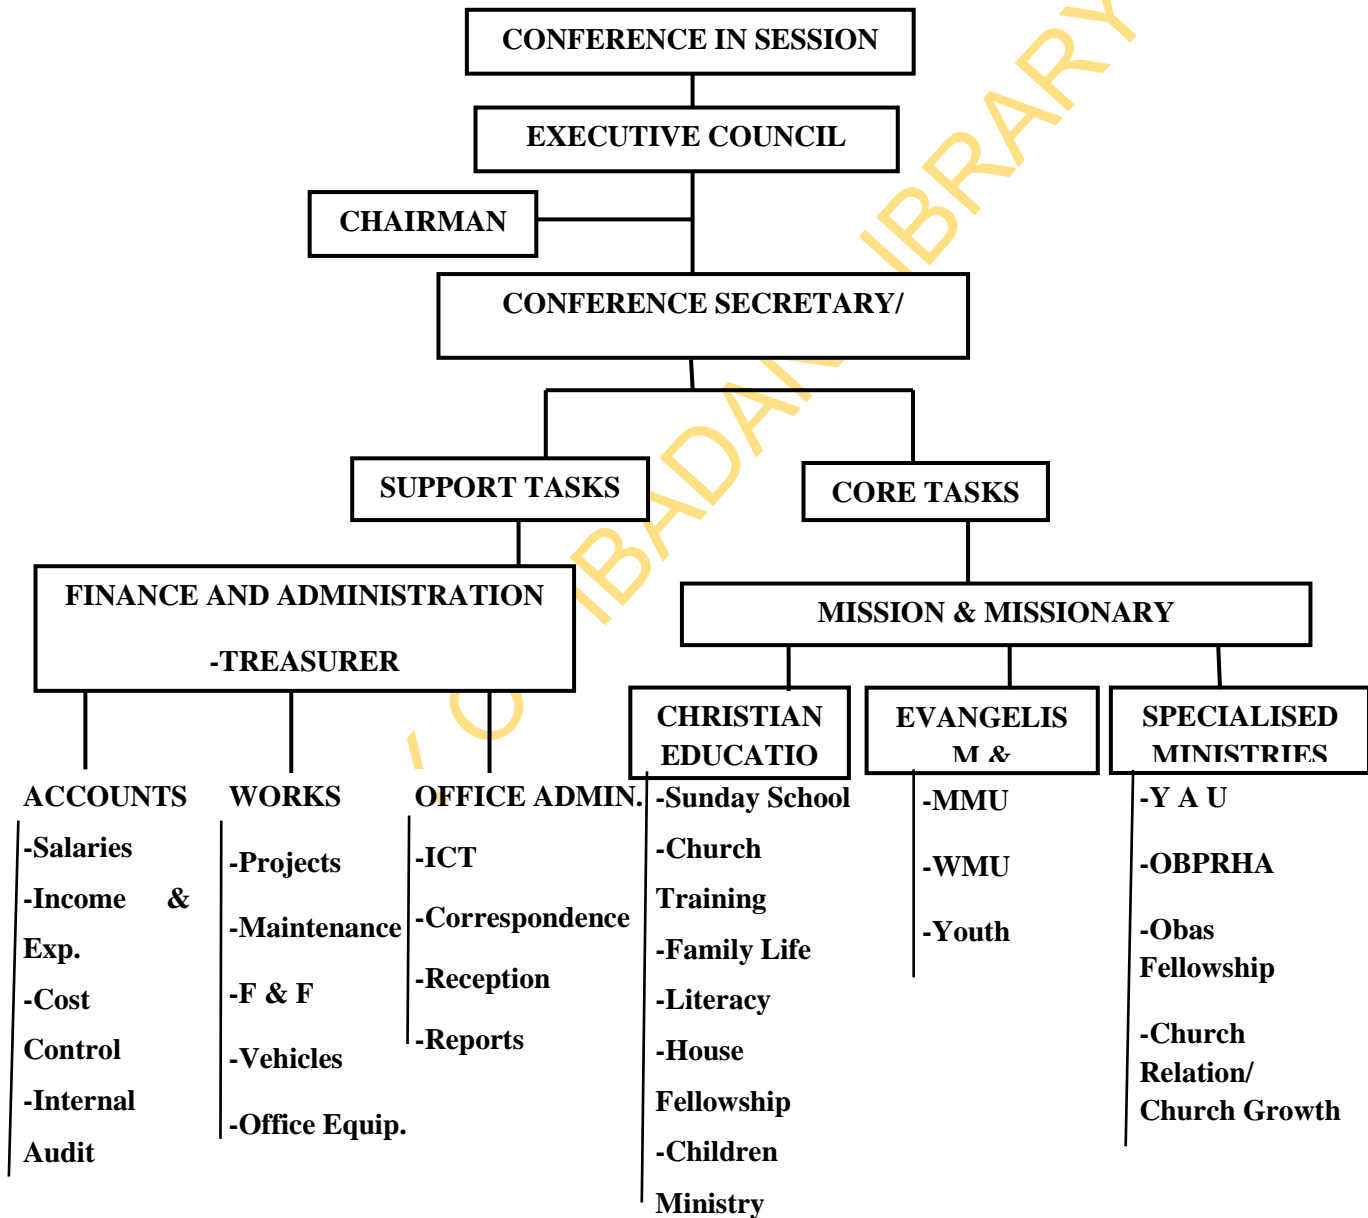 CONFERENCE IN SESSION
EXECUTIVE COUNCIL
CHAIRMAN
CONFERENCE SECRETARY/
SUPPORT TASKS
CORE TASKS
FINANCE AND ADMINISTRATION
-TREASURER
MISSION & MISSIONARY
CHRISTIAN
EDUCATIO
EVANGELIS
M &
SPECIALISED
MINISTRIES
ACCOUNTS
-Salaries
-Income &
Exp.
-Cost
Control
-Internal
Audit
WORKS
-Projects
-Maintenance
-F & F
-Vehicles
-Office Equip.
OFFICE ADMIN.
-ICT
-Correspondence
-Reception
-Reports
-Sunday School
-Church
Training
-Family Life
-Literacy
-House
Fellowship
-Children
Ministry
-MMU
-WMU
-Youth
-Y A U
-OBPRHA
-Obas
Fellowship
-Church
Relation/
Church Growth
IBADAN LIBRARY